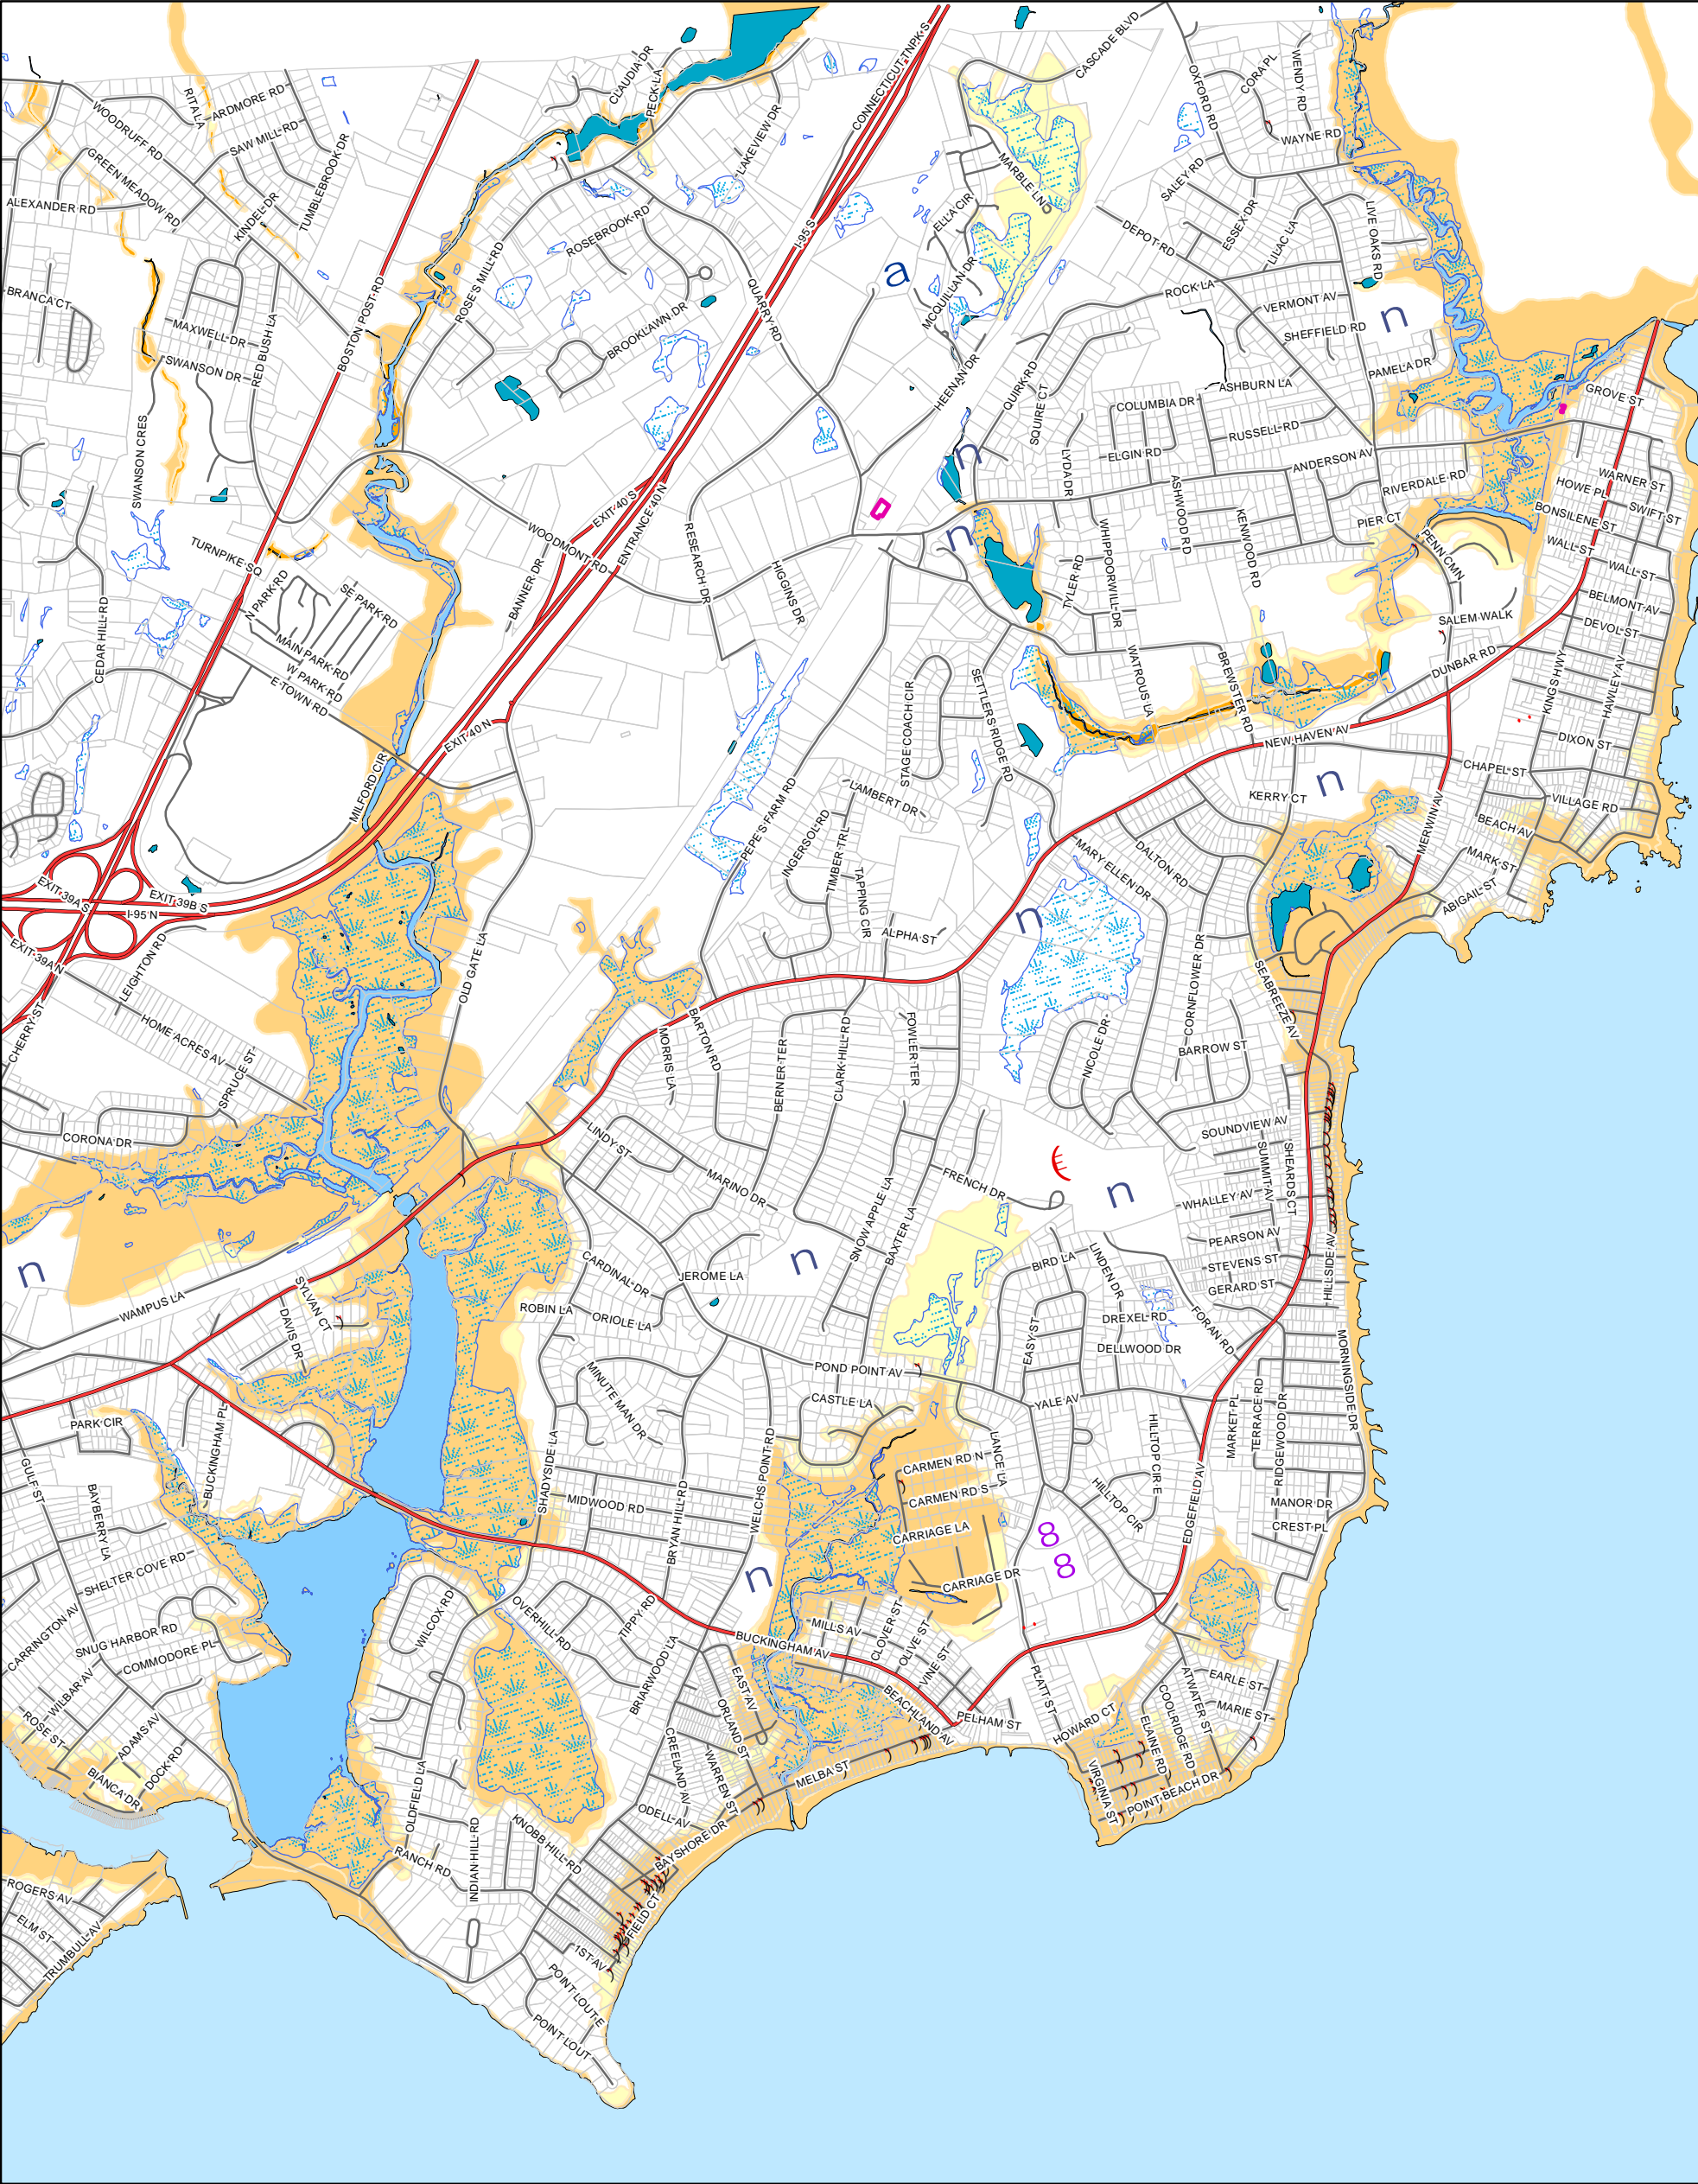 CLAUDIA DR
PECK LA
CONNECTICUT TNPK S
CASCADE BLVD
OXFORD RD
CORA PL
WENDY RD
RITA LA
ARDMORE RD
WOODRUFF RD
SAW MILL RD
WAYNE RD
LAKEVIEW DR
GREEN MEADOW RD
TUMBLEBROOK DR
MARBLE LN
SALEY RD
ALEXANDER RD
KINDEL DR
ROSEBROOK RD
I-95 S
ELLA CIR
DEPOT RD
ESSEX DR
LILAC LA
LIVE OAKS RD
ROSE'S MILL RD
a
BRANCA CT
BOSTON POST RD
QUARRY RD
MCQUILLAN DR
ROCK LA
VERMONT AV
n
MAXWELL DR
RED BUSH LA
BROOKLAWN DR
SHEFFIELD RD
SWANSON DR
HEENAN DR
QUIRK RD
PAMELA DR
ASHBURN LA
GROVE ST
SQUIRE CT
COLUMBIA DR
SWANSON CRES
RUSSELL RD
n
LYDA DR
ELGIN RD
ANDERSON AV
WARNER ST
RIVERDALE RD
HOWE PL
EXIT 40 S
ENTRANCE 40 N
ASHWOOD RD
SWIFT ST
BONSILENE ST
PIER CT
KENWOOD RD
n
WOODMONT RD
RESEARCH DR
WHIPPOORWILL DR
PENN CMN
WALL ST
TURNPIKE SQ
WALL ST
N PARK RD
SE PARK RD
BANNER DR
HIGGINS DR
TYLER RD
BELMONT AV
CEDAR HILL RD
SALEM WALK
DEVOL ST
MAIN PARK RD
W PARK RD
E TOWN RD
WATROUS LA
BREWSTER RD
DUNBAR RD
KINGS HWY
HAWLEY AV
STAGE COACH CIR
SETTLERS RIDGE RD
EXIT 40 N
NEW HAVEN AV
DIXON ST
MILFORD CIR
CHAPEL ST
n
L'AMBERT DR
KERRY CT
VILLAGE RD
PEPE'S FARM RD
INGERSOL RD
TIMBER TRL
MERWIN AV
BEACH AV
MARY ELLEN DR
DALTON RD
MARK ST
TAPPING CIR
EXIT 39A S
EXIT 39B S
I-95 N
ABIGAIL ST
n
ALPHA ST
EXIT 39A N
LEIGHTON RD
OLD GATE LA
CORNFLOWER DR
SEABREEZE AV
CHERRY ST
HOME ACRES AV
BARTON RD
MORRIS LA
BERNER TER
CLARK HILL RD
FOWLER TER
NICOLE DR
BARROW ST
SPRUCE ST
CORONA DR
LINDY ST
SOUNDVIEW AV
SUMMIT AV
SHEARDS CT
MARINO DR
FRENCH DR
n
WHALLEY AV
SNOW APPLE LA
BAXTER LA
PEARSON AV
n
n
CARDINAL DR
JEROME LA
BIRD LA
LINDEN DR
STEVENS ST
GERARD ST
HILLSIDE AV
WAMPUS LA
SYLVAN CT
DAVIS DR
ROBIN LA
ORIOLE LA
EASY ST
DREXEL RD
FORAN RD
DELLWOOD DR
MORNINGSIDE DR
POND POINT AV
MINUTE MAN DR
CASTLE LA
YALE AV
PARK CIR
BUCKINGHAM PL
MARKET PL
TERRACE RD
RIDGEWOOD DR
HILLTOP CIR E
GULF ST
BAYBERRY LA
SHADYSIDE LA
WELCHS POINT RD
LANCE LA
CARMEN RD N
CARMEN RD S
HILLTOP CIR
EDGEFIELD AV
MIDWOOD RD
BRYAN HILL RD
MANOR DR
CREST PL
CARRIAGE LA
8
8
SHELTER COVE RD
CARRIAGE DR
n
CARRINGTON AV
SNUG HARBOR RD
WILCOX RD
OVERHILL RD
TIPPY RD
MILLS AV
CLOVER ST
OLIVE ST
VINE ST
COMMODORE PL
BUCKINGHAM AV
BRIARWOOD LA
WILBAR AV
EAST AV
BEACHLAND AV
PLATT ST
EARLE ST
ATWATER ST
COOLRIDGE RD
MARIE ST
ROSE ST
ADAMS AV
ORLAND ST
PELHAM ST
HOWARD CT
ELAINE RD
DOCK RD
CREELAND AV
WARREN ST
MELBA ST
BIANCA DR
OLDFIELD LA
VIRGINIA ST
POINT BEACH DR
ODELL AV
KNOBB HILL RD
BAYSHORE DR
INDIAN HILL RD
RANCH RD
ROGERS AV
FIELD CT
ELM ST
TRUMBULL AV
1ST AV
POINT LOUT E
POINT LOUT